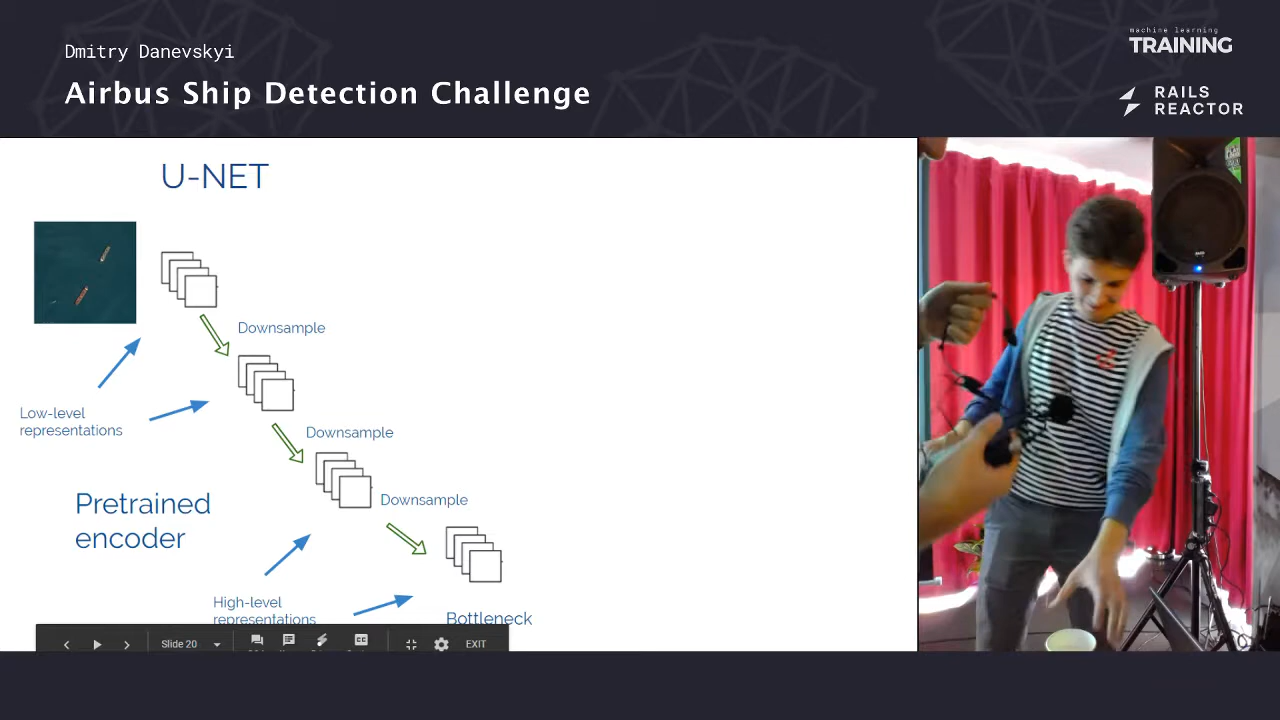 Dmitry Danevskyi
Airbus Ship Detection Challenge
machine learning
TRAINING
RAILS
REACTOR
U-NET
Downsample
Low-level
representations
Downsample
Pretrained
encoder
Downsample
High-level
representations
Bottleneck
Slide 20
EXIT